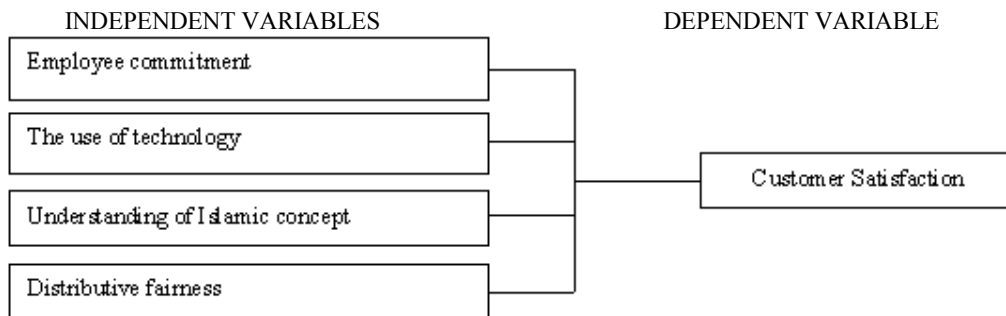 INDEPENDENT VARIABLES
DEPENDENT VARIABLE
Employee commitment
The use of technology
Understanding of Islamic concept
Distributive fairness
Customer Satisfaction